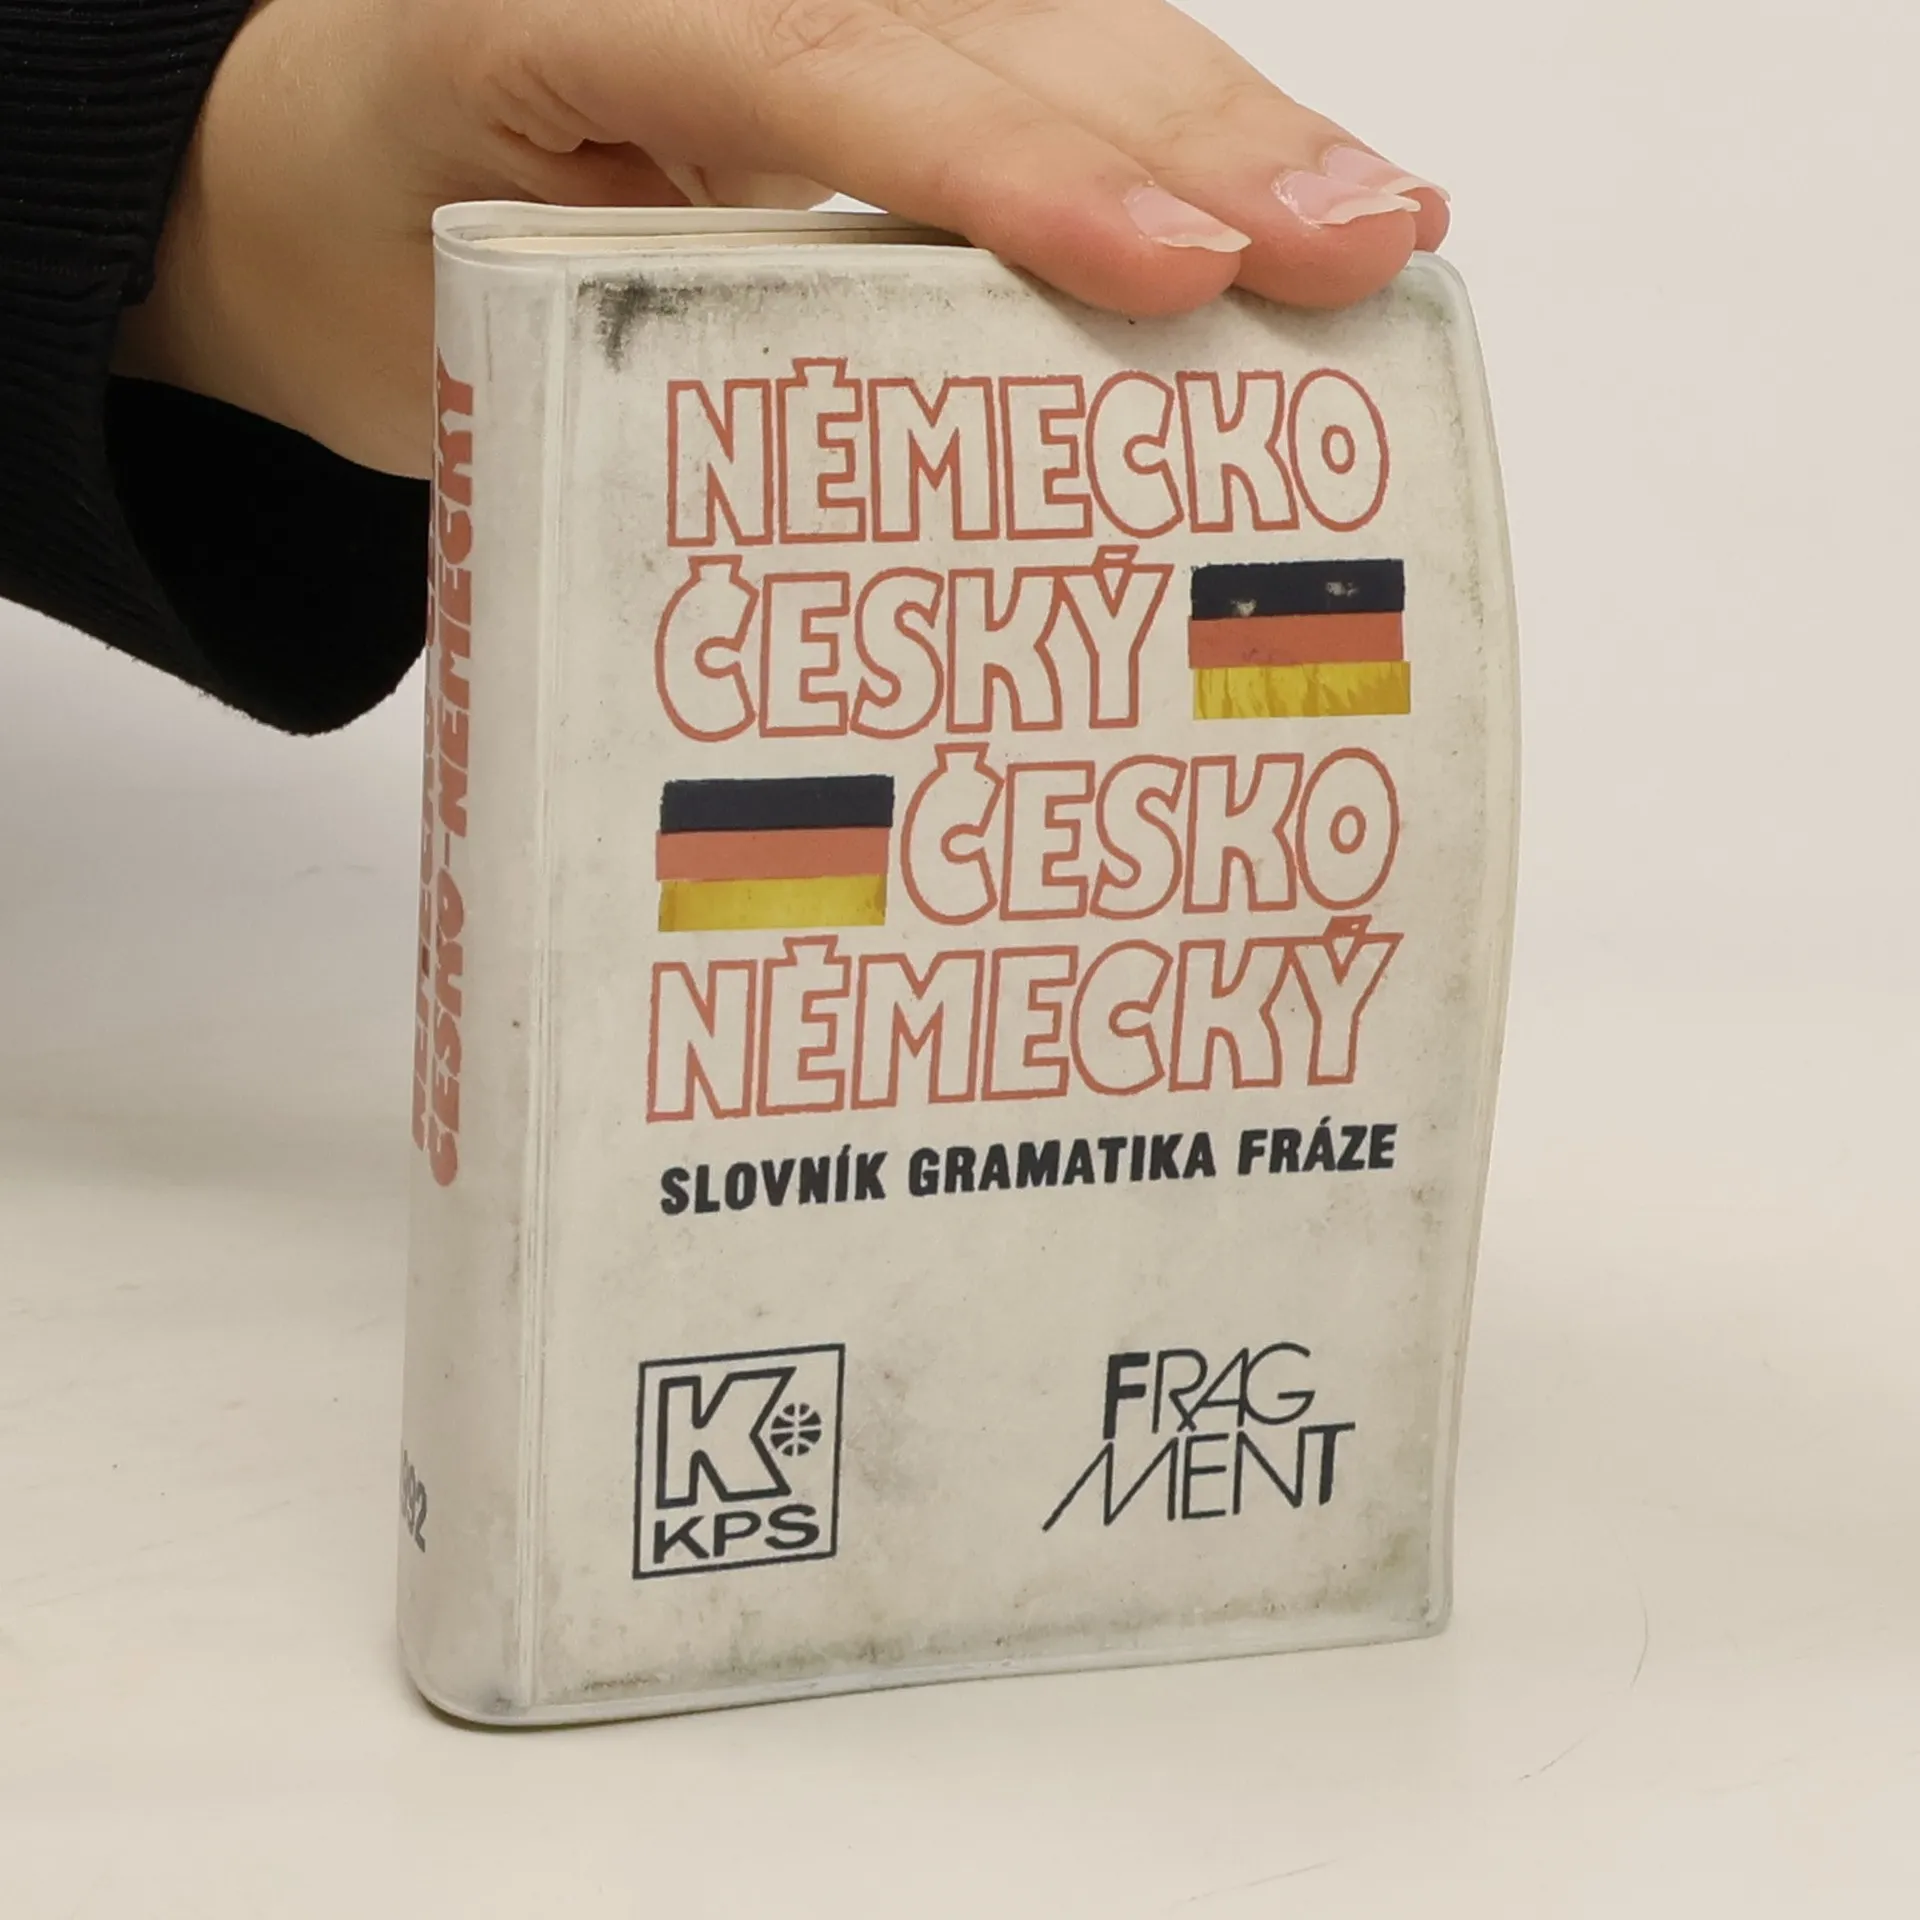 NĚMECKO
ČESKÝ
ČESKO
NĚMECKÝ
SLOVNÍK GRAMATIKA FRÁZE
K
KPS
FRAG
MENT
ČESKO-NĚMECKÝ